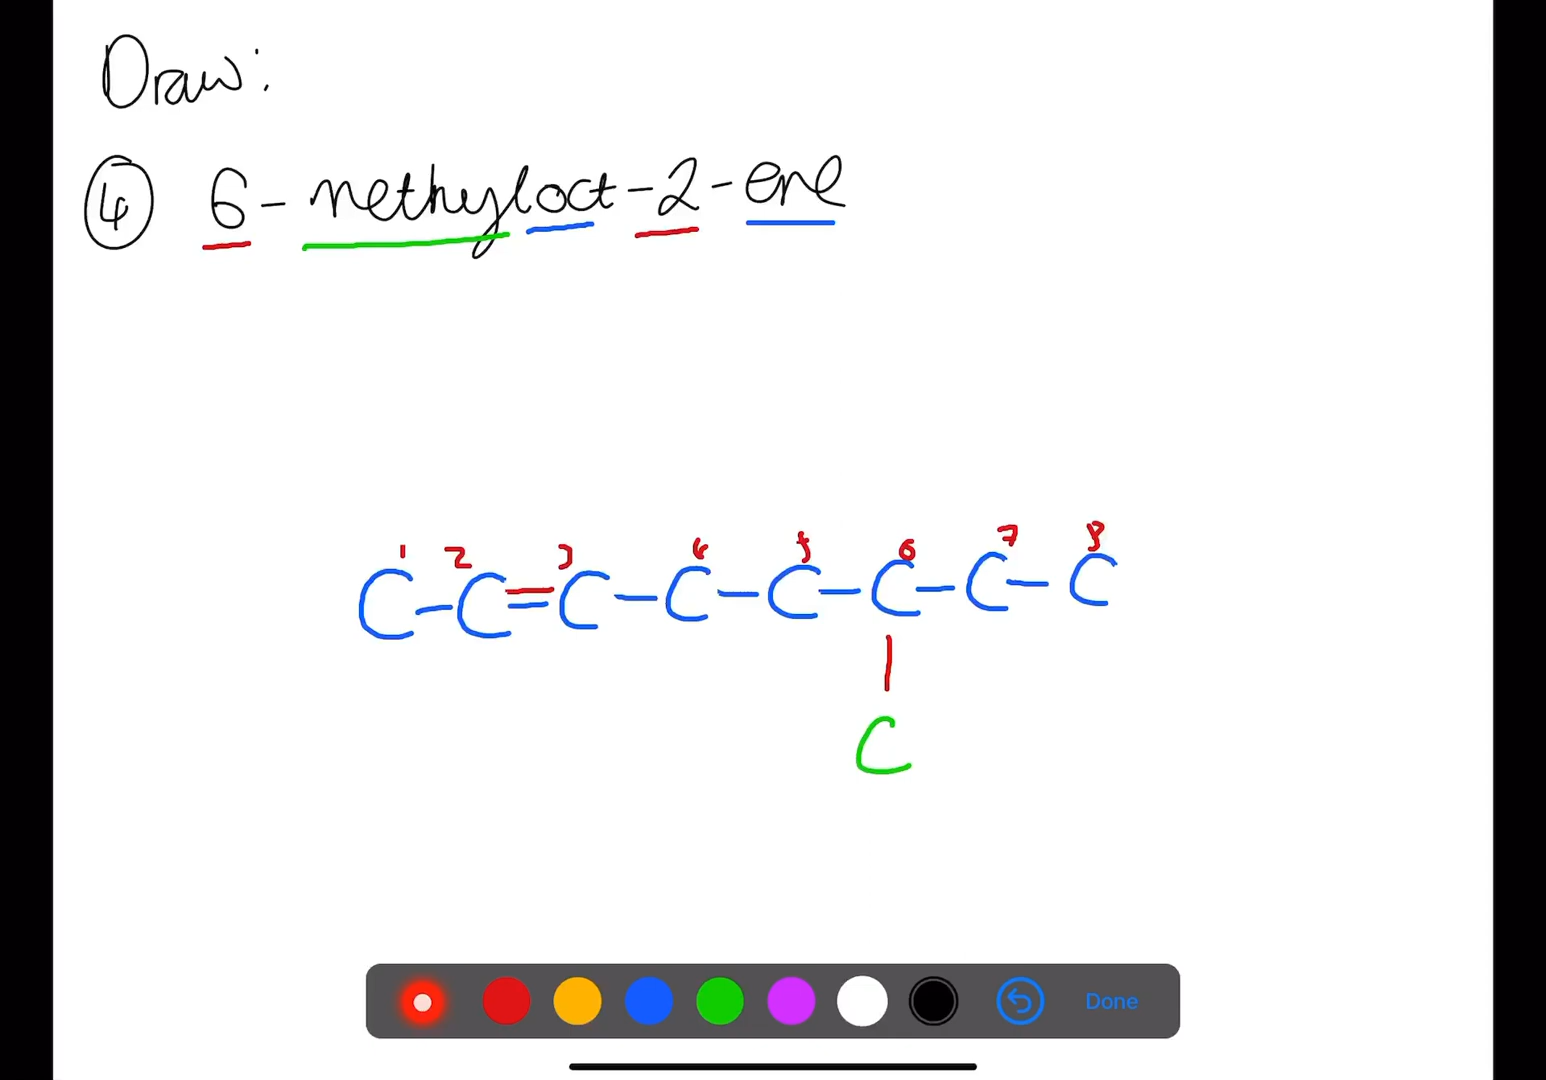 Draw:
④ 6-methyloct-2-ene
1 2 3 4 5 6 7 8
C-C=C-C-C-C-C-C
|
C
Done